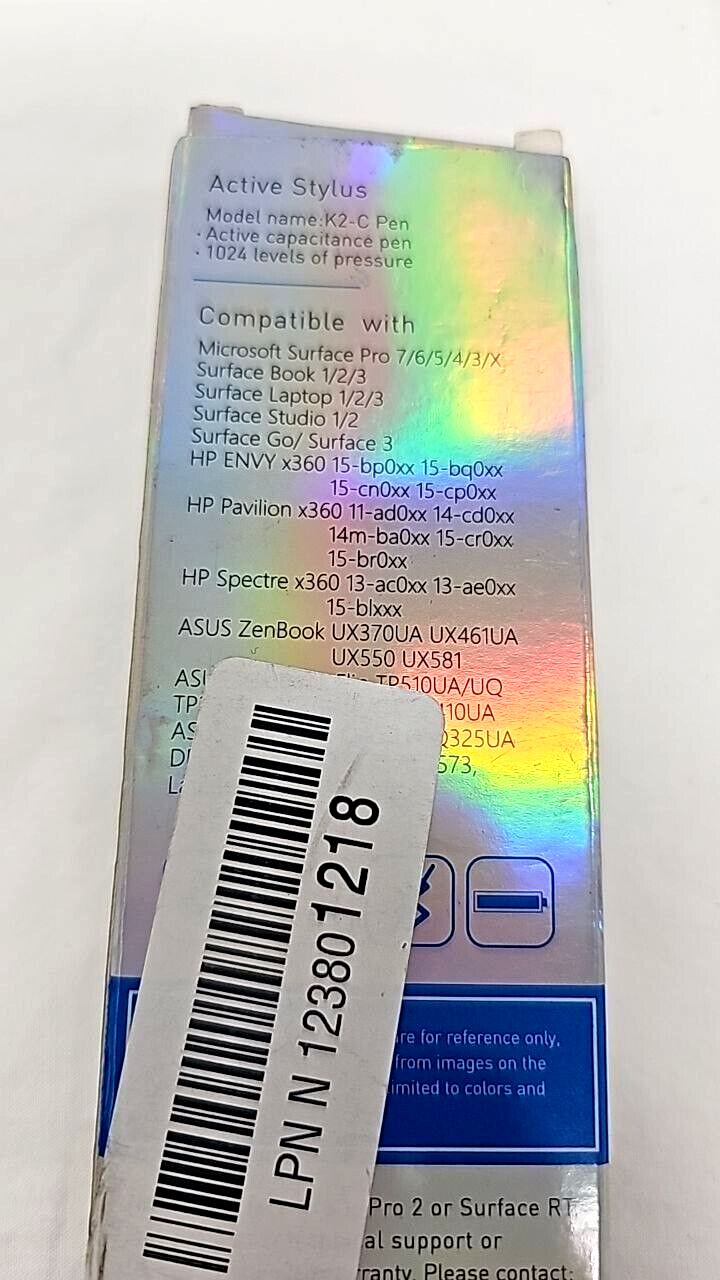 Active Stylus
Model name:K2-C Pen
· Active capacitance pen
· 1024 levels of pressure
Compatible with
Microsoft Surface Pro 7/6/5/4/3/X
Surface Book 1/2/3
Surface Laptop 1/2/3
Surface Studio 1/2
Surface Go/ Surface 3
HP ENVY x360 15-bp0xx 15-bq0xx
15-cn0xx 15-cp0xx
HP Pavilion x360 11-ad0xx 14-cd0xx
14m-ba0xx 15-cr0xx
15-br0xx
HP Spectre x360 13-ac0xx 13-ae0xx
15-blxxx
ASUS ZenBook UX370UA UX461UA
UX550 UX581
TP510UA/UQ
Q325UA
573,
LPN N 123801218
for reference only,
from images on the
limited to colors and
Pro 2 or Surface RT
support or
Please contact: